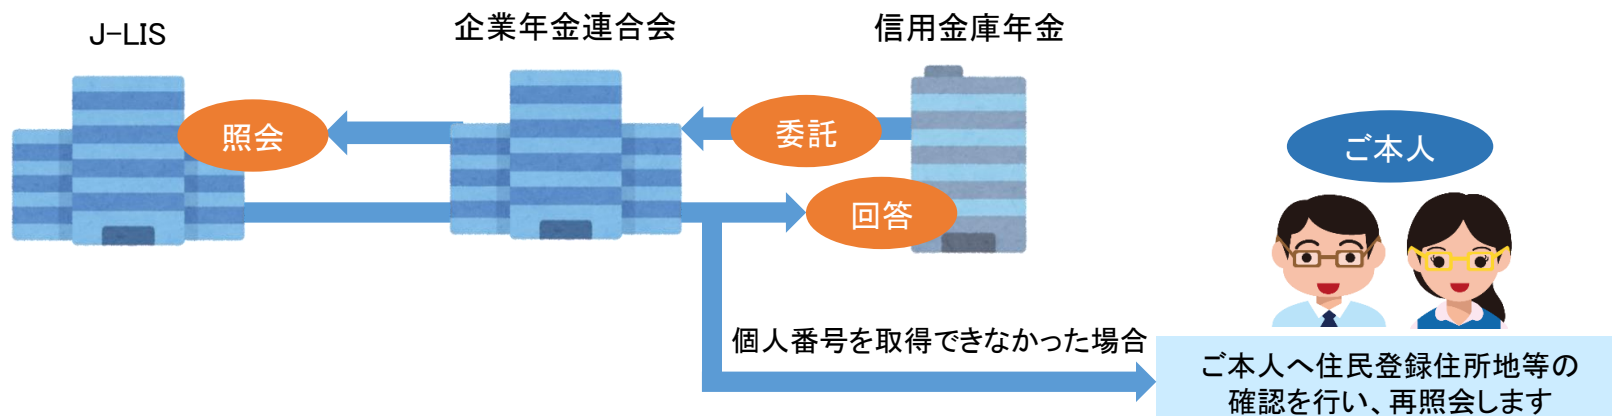 J-LIS
企業年金連合会
信用金庫年金
照会
委託
ご本人
回答
個人番号を取得できなかった場合
ご本人へ住民登録住所地等の
確認を行い、再照会します